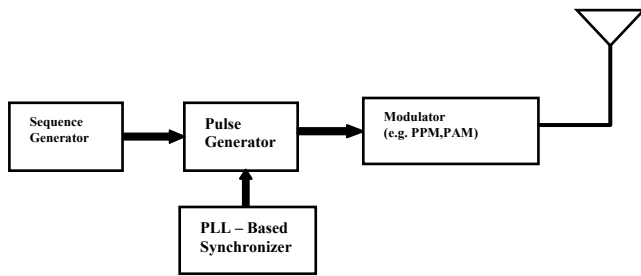 Sequence
Generator
Pulse
Generator
Modulator
(e.g. PPM,PAM)
PLL – Based
Synchronizer